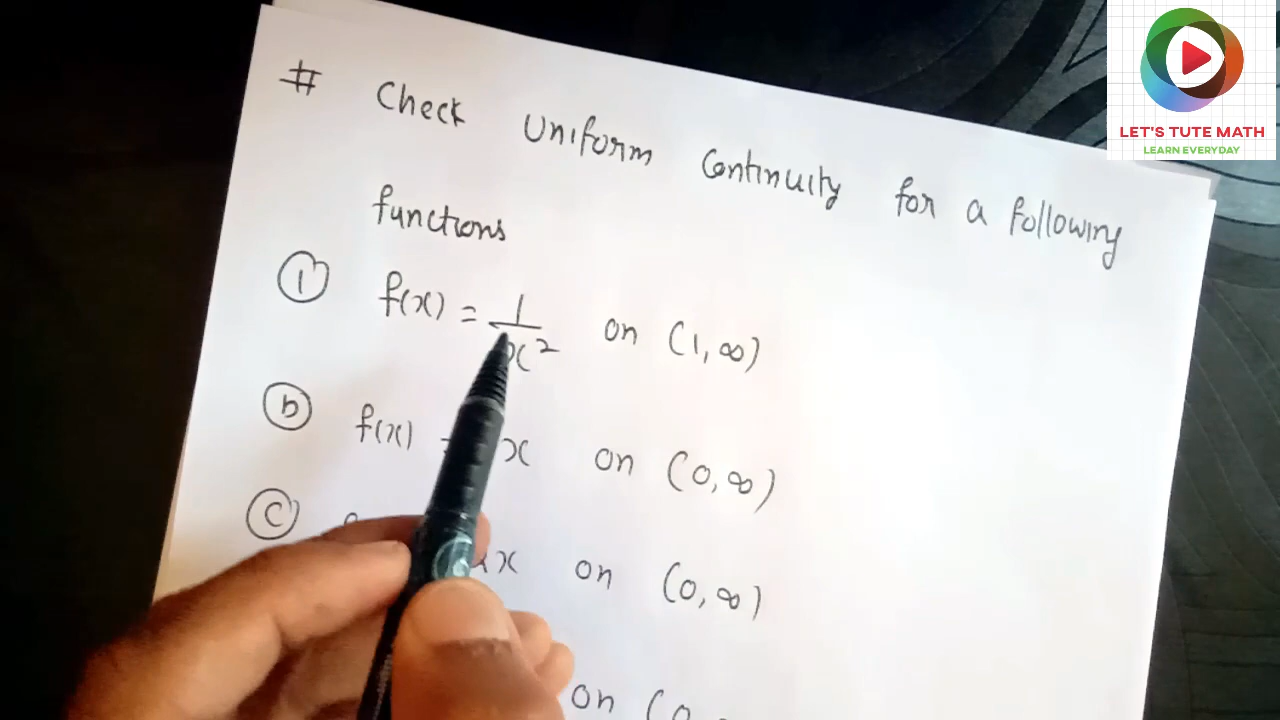 # Check Uniform Continuity for a following
functions
① f(x) = 1/x² on (1, ∞)
ⓑ f(x) x on (0, ∞)
ⓒ x on (0, ∞)
on (0
LET'S TUTE MATH
LEARN EVERYDAY